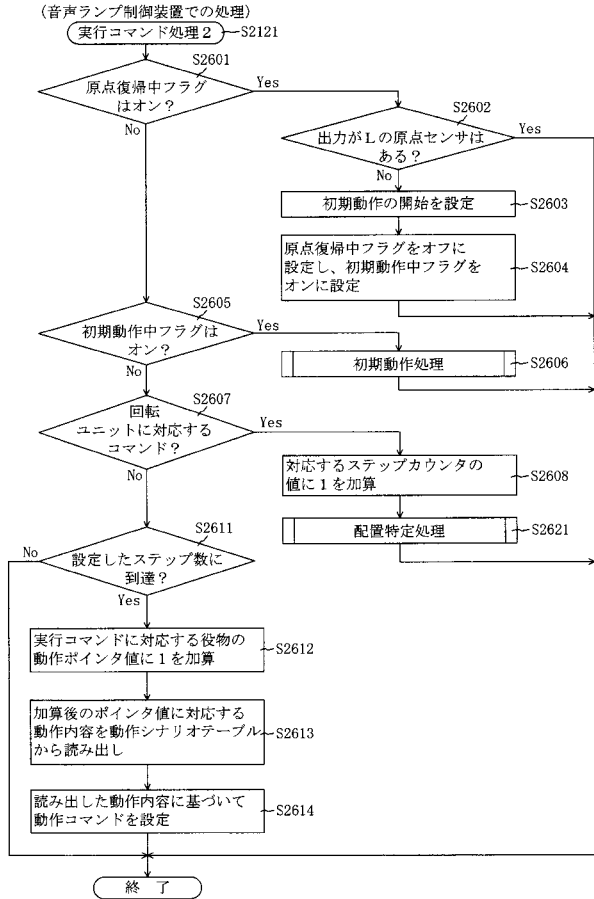 (音声ランプ制御装置での処理)
実行コマンド処理2
S2121
S2601
原点復帰中フラグ
はオン?
Yes
No
S2602
出力がLの原点センサは
ある?
Yes
No
初期動作の開始を設定
S2603
原点復帰中フラグをオフに
設定し、初期動作中フラグを
オンに設定
S2604
S2605
初期動作中フラグは
オン?
Yes
No
初期動作処理
S2606
S2607
回転
ユニットに対応する
コマンド?
Yes
No
対応するステップカウンタの
値に1を加算
S2608
配置特定処理
S2621
S2611
設定したステップ数に
到達?
No
Yes
実行コマンドに対応する役物の
動作ポインタ値に1を加算
S2612
加算後のポインタ値に対応する
動作内容を動作シナリオテーブル
から読み出し
S2613
読み出した動作内容に基づいて
動作コマンドを設定
S2614
終 了